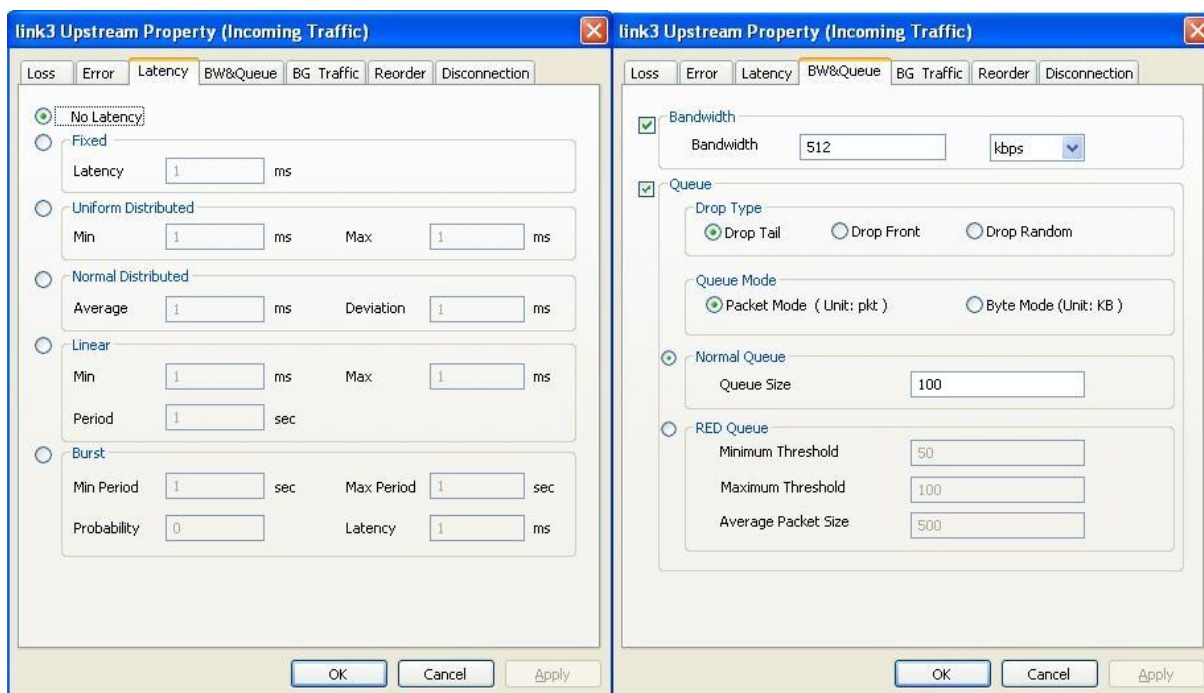 link3 Upstream Property (Incoming Traffic)
Loss Error Latency BW&Queue BG Traffic Reorder Disconnection
No Latency
Fixed
Latency 1 ms
Uniform Distributed
Min 1 ms Max 1 ms
Normal Distributed
Average 1 ms Deviation 1 ms
Linear
Min 1 ms Max 1 ms
Period 1 sec
Burst
Min Period 1 sec Max Period 1 sec
Probability 0 Latency 1 ms
OK Cancel Apply
link3 Upstream Property (Incoming Traffic)
Loss Error Latency BW&Queue BG Traffic Reorder Disconnection
Bandwidth
Bandwidth 512 kbps
Queue
Drop Type
Drop Tail Drop Front Drop Random
Queue Mode
Packet Mode ( Unit: pkt ) Byte Mode (Unit: KB )
Normal Queue
Queue Size 100
RED Queue
Minimum Threshold 50
Maximum Threshold 100
Average Packet Size 500
OK Cancel Apply